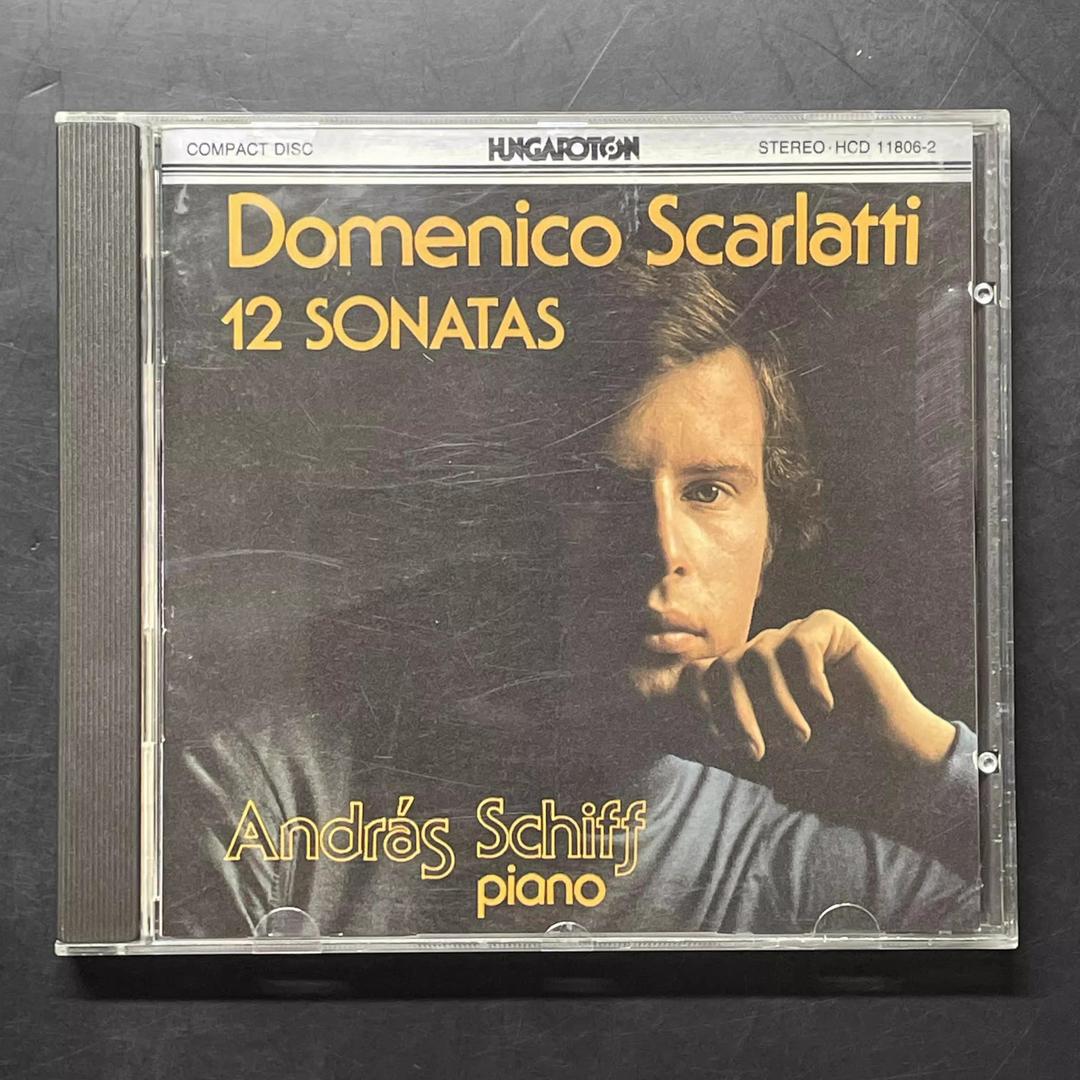 COMPACT DISC HUNGAROTON STEREO · HCD 11806-2
Domenico Scarlatti
12 SONATAS
András Schiff
piano